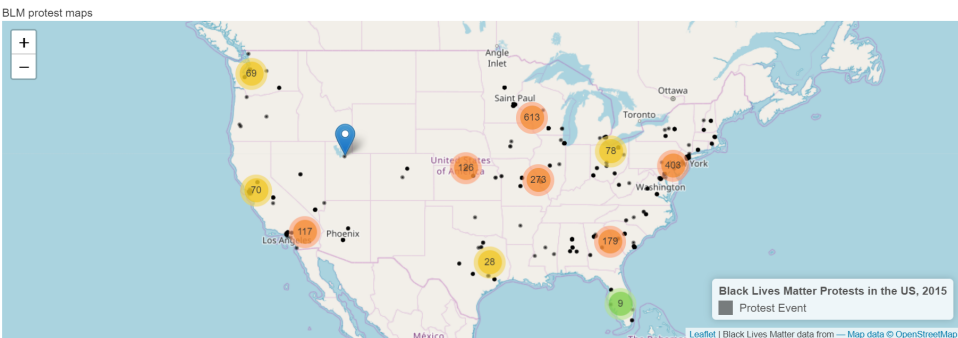 BLM protest maps
+
−
Angle
Inlet
69
Ottawa
Saint Paul
Toronto
613
78
United States
of America
126
273
403
York
Washington
70
117
Los Angeles
Phoenix
179
28
9
México
Black Lives Matter Protests in the US, 2015
Protest Event
Leaflet | Black Lives Matter data from — Map data © OpenStreetMap